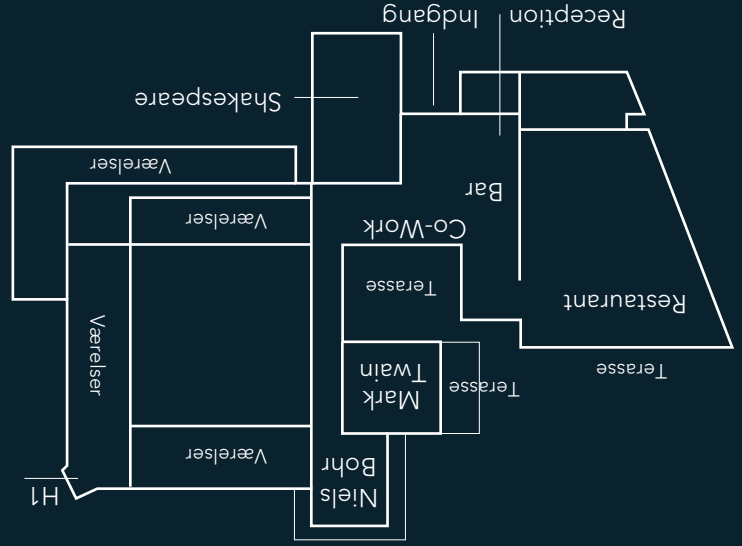 Niels
Bohr
H1
Værelser
Terasse
Mark
Twain
Terasse
Værelser
Restaurant
Terasse
Co-Work
Værelser
Bar
Værelser
Shakespeare
Reception
Indgang